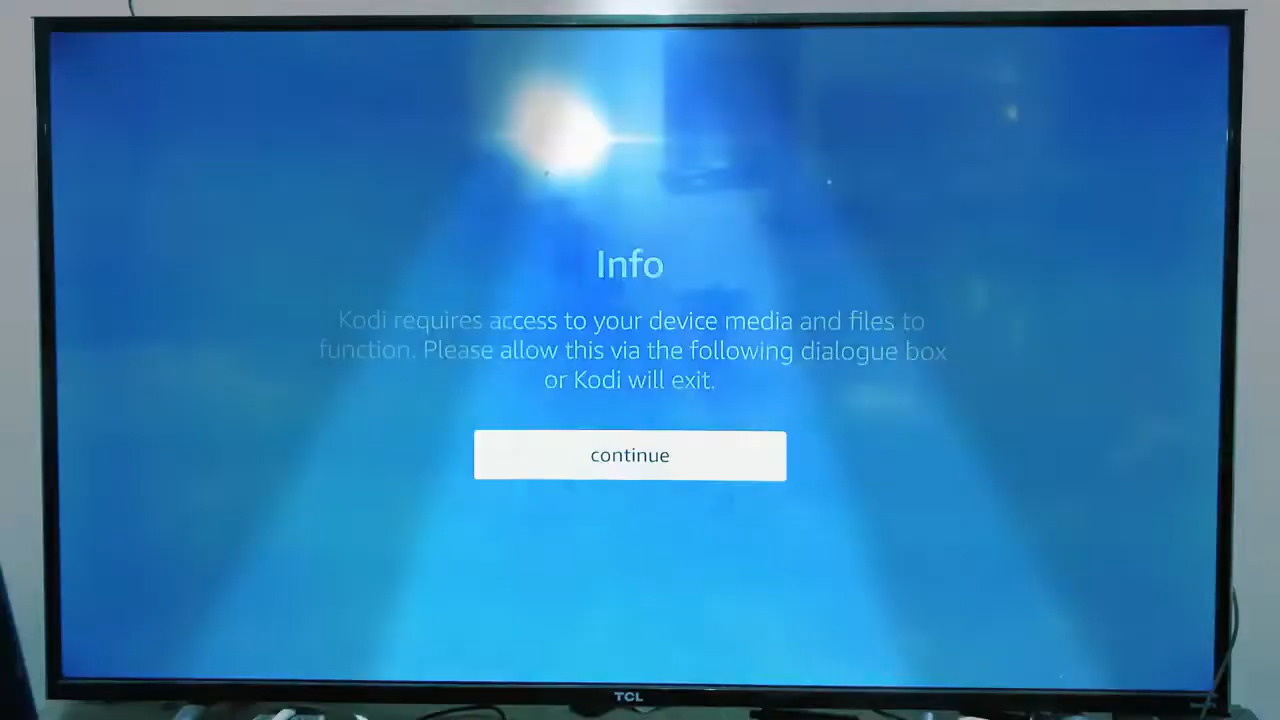 Info
Kodi requires access to your device media and files to
function. Please allow this via the following dialogue box
or Kodi will exit.
continue
TCL